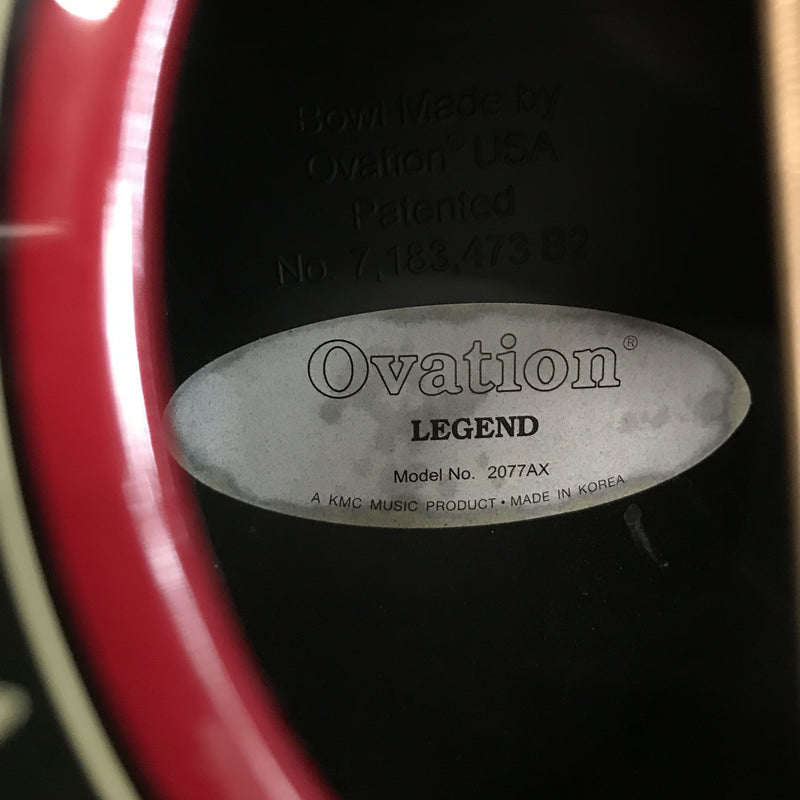 Bowl Made by
Ovation® USA
Patented
No. 7,183,473 B2
Ovation®
LEGEND
Model No. 2077AX
A KMC MUSIC PRODUCT • MADE IN KOREA